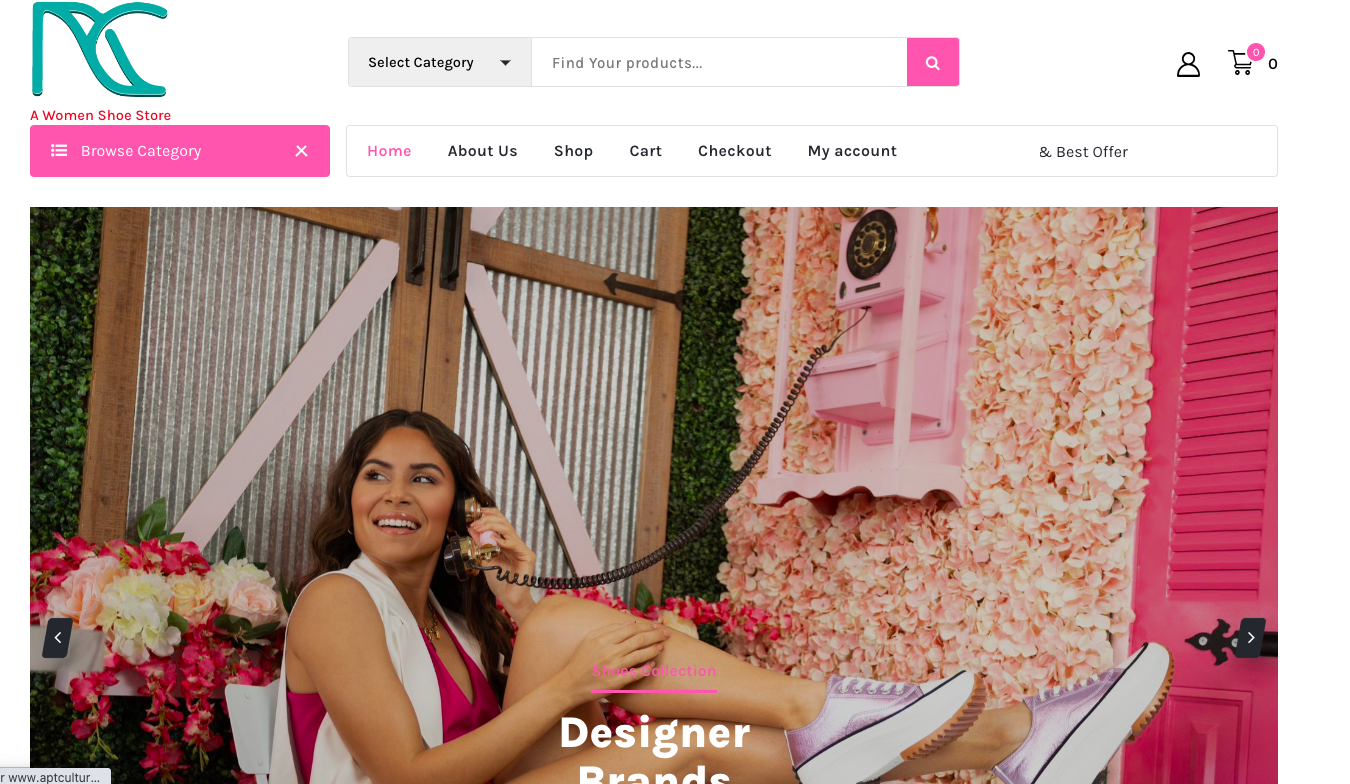 Select Category
Find Your products...
0
0
A Women Shoe Store
Browse Category
Home
About Us
Shop
Cart
Checkout
My account
& Best Offer
Shoes Collection
Designer
Brands
r www.aptcultur...